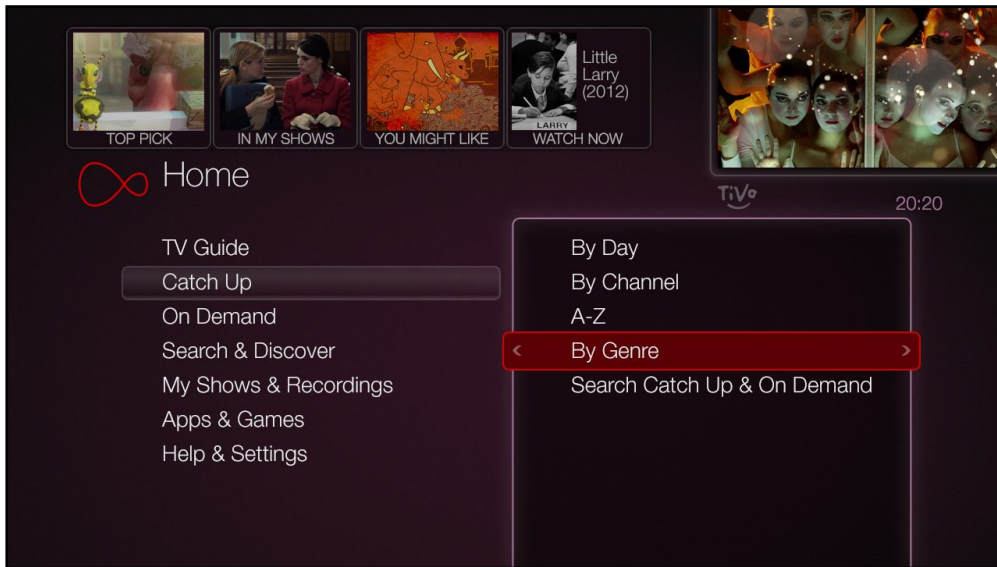 Little
Larry
(2012)
LARRY
TOP PICK
IN MY SHOWS
YOU MIGHT LIKE
WATCH NOW
Home
TiVo
20:20
TV Guide
Catch Up
On Demand
Search & Discover
My Shows & Recordings
Apps & Games
Help & Settings
By Day
By Channel
A-Z
By Genre
Search Catch Up & On Demand